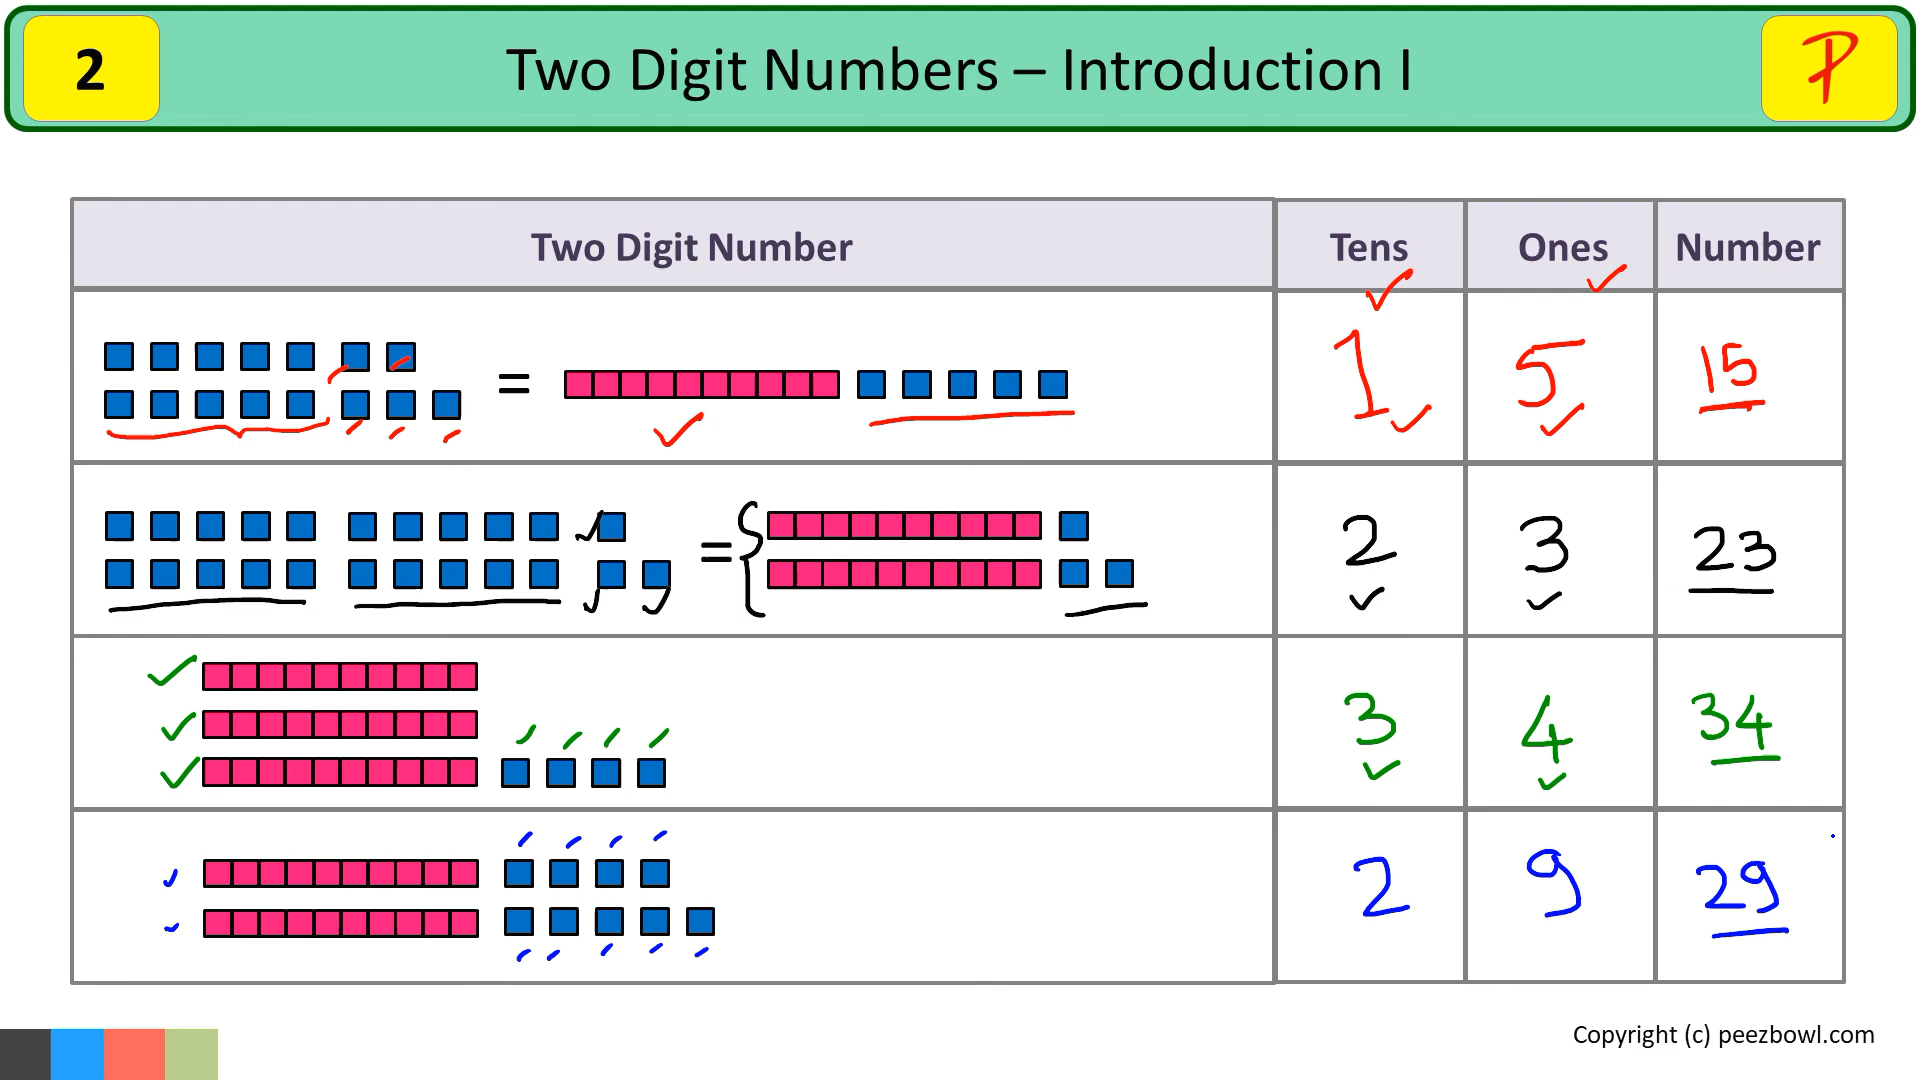 2
Two Digit Numbers – Introduction I
P
Two Digit Number Tens Ones Number
= 1 5 15
= 2 3 23
3 4 34
2 9 29
Copyright (c) peezbowl.com